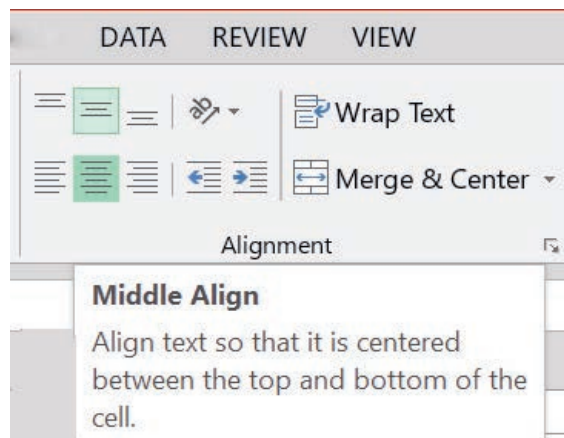 DATA REVIEW VIEW
Wrap Text
Merge & Center
Alignment
Middle Align
Align text so that it is centered
between the top and bottom of the
cell.